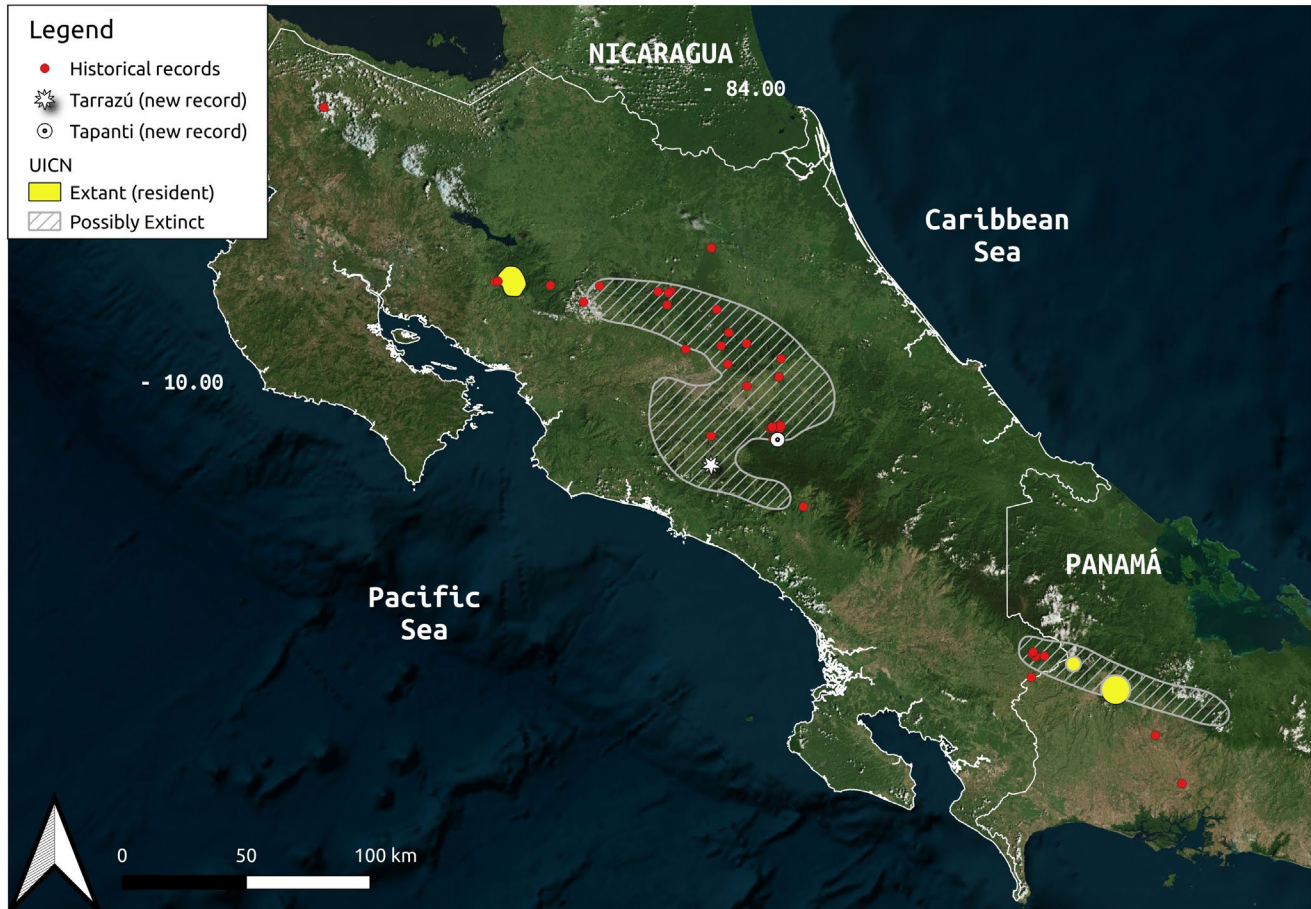 Legend
Historical records
Tarrazú (new record)
Tapanti (new record)
UICN
Extant (resident)
Possibly Extinct
NICARAGUA
- 84.00
Caribbean
Sea
- 10.00
PANAMÁ
Pacific
Sea
0 50 100 km